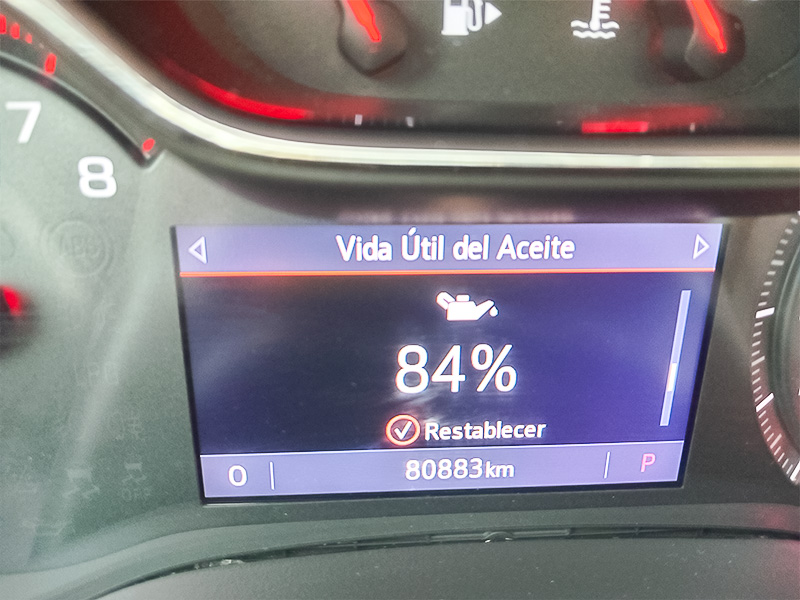 7
8
Vida Útil del Aceite
84%
Restablecer
0
80883km
P